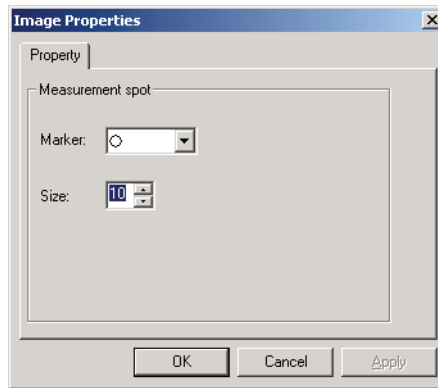 Image Properties
Property
Measurement spot
Marker:
Size: 10
OK Cancel Apply